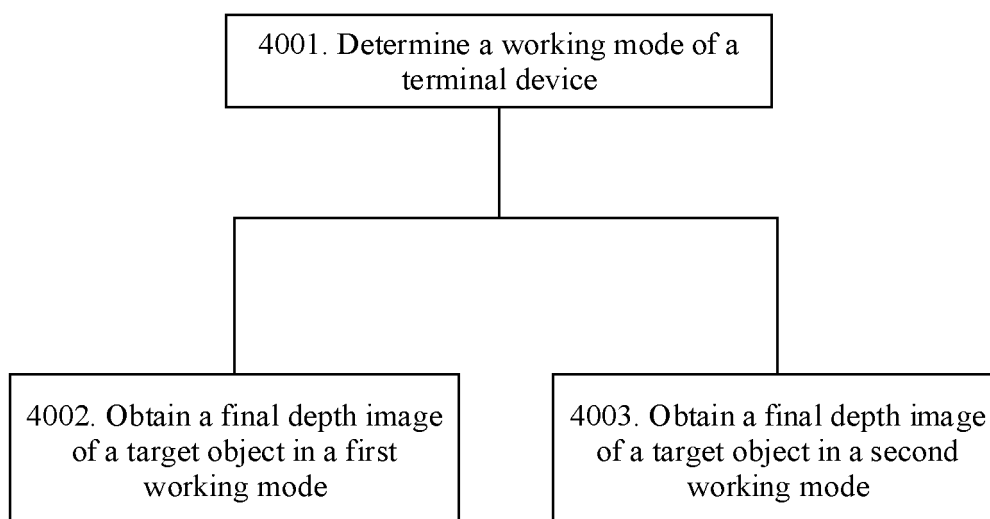 4001. Determine a working mode of a
terminal device
4002. Obtain a final depth image
of a target object in a first
working mode
4003. Obtain a final depth image
of a target object in a second
working mode